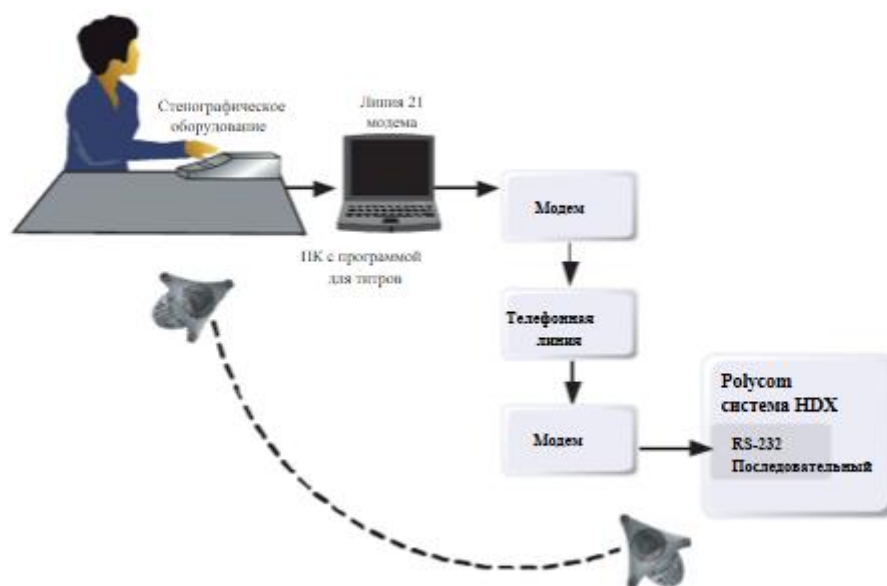 Стенографическое
оборудование
Линия 21
модема
ПК с программой
для титров
Модем
Телефонная
линия
Модем
Polycom
система HDX
RS-232
Последовательный